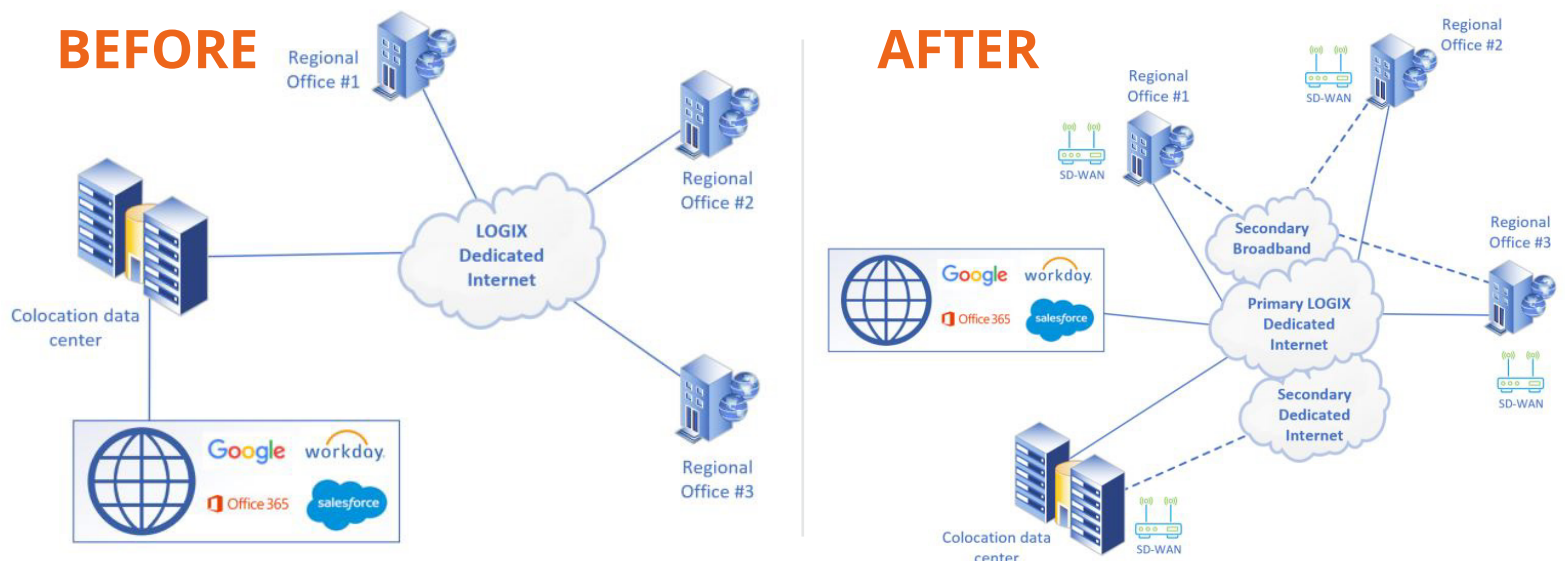 BEFORE
Regional
Office #1
Regional
Office #2
LOGIX
Dedicated
Internet
Colocation data
center
Google
workday.
Office 365
salesforce
Regional
Office #3
AFTER
Regional
Office #2
SD-WAN
Regional
Office #1
SD-WAN
Secondary
Broadband
Regional
Office #3
Google
workday.
Office 365
salesforce
Primary LOGIX
Dedicated
Internet
SD-WAN
Secondary
Dedicated
Internet
Colocation data
center
SD-WAN